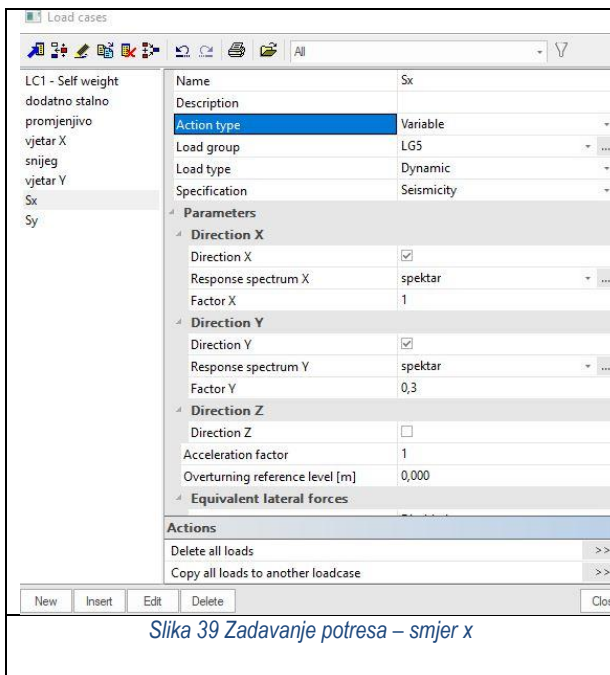 Load cases
All
LC1 - Self weight
dodatno stalno
promjenjivo
vjetar X
snijeg
vjetar Y
Sx
Sy
Name Sx
Description
Action type Variable
Load group LG5 ...
Load type Dynamic
Specification Seismicity
Parameters
Direction X
Direction X
Response spectrum X spektar ...
Factor X 1
Direction Y
Direction Y
Response spectrum Y spektar ...
Factor Y 0,3
Direction Z
Direction Z
Acceleration factor 1
Overturning reference level [m] 0,000
Equivalent lateral forces
Actions
Delete all loads >>
Copy all loads to another loadcase >>
New Insert Edit Delete Clos
Slika 39 Zadavanje potresa – smjer x